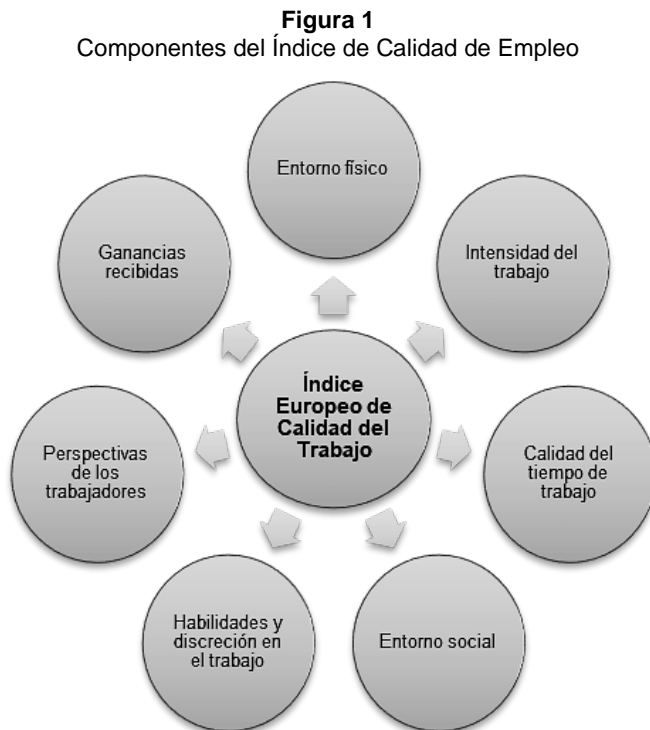 Figura 1
Componentes del Índice de Calidad de Empleo
Entorno físico
Intensidad del
trabajo
Calidad del
tiempo de
trabajo
Entorno social
Habilidades y
discreción en
el trabajo
Perspectivas
de los
trabajadores
Ganancias
recibidas
Índice
Europeo de
Calidad del
Trabajo